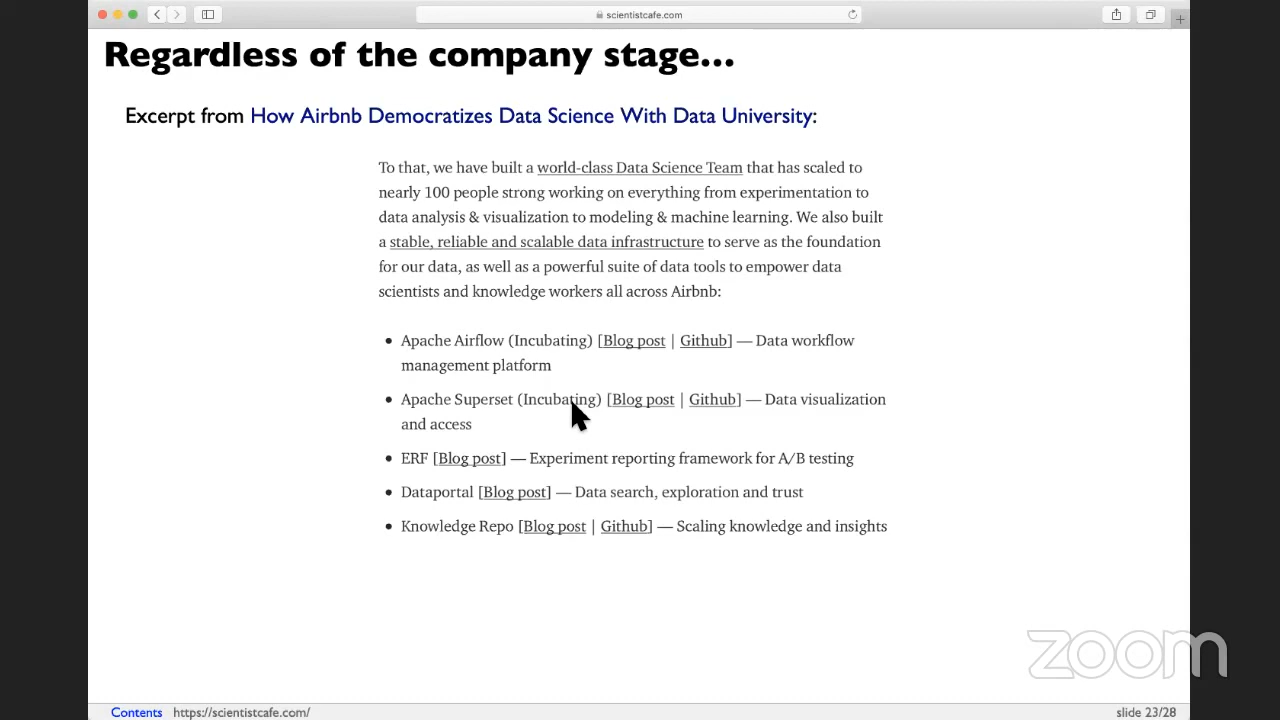 scientistcafe.com
Regardless of the company stage...
Excerpt from How Airbnb Democratizes Data Science With Data University:
To that, we have built a world-class Data Science Team that has scaled to
nearly 100 people strong working on everything from experimentation to
data analysis & visualization to modeling & machine learning. We also built
a stable, reliable and scalable data infrastructure to serve as the foundation
for our data, as well as a powerful suite of data tools to empower data
scientists and knowledge workers all across Airbnb:
• Apache Airflow (Incubating) [Blog post | Github] — Data workflow
management platform
• Apache Superset (Incubating) [Blog post | Github] — Data visualization
and access
• ERF [Blog post] — Experiment reporting framework for A/B testing
• Dataportal [Blog post] — Data search, exploration and trust
• Knowledge Repo [Blog post | Github] — Scaling knowledge and insights
zoom
Contents https://scientistcafe.com/ slide 23/28